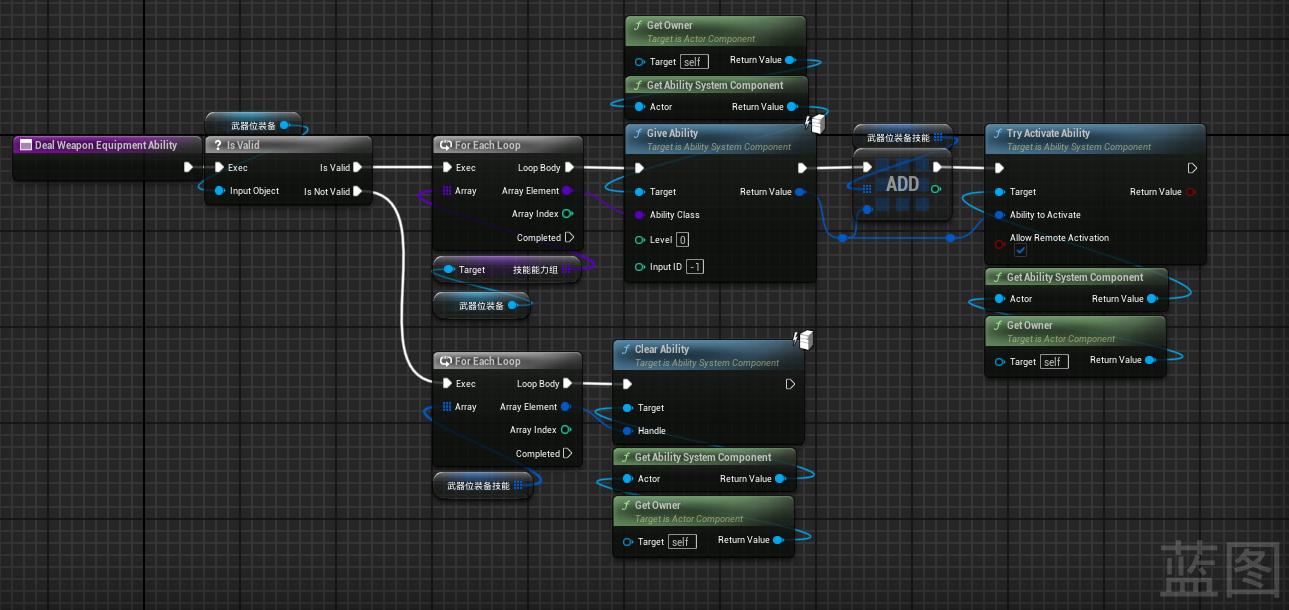 Get Owner
Target is Actor Component
Target self Return Value
Get Ability System Component
Actor Return Value
武器位装备
Deal Weapon Equipment Ability
? Is Valid
Exec Is Valid
Input Object Is Not Valid
For Each Loop
Exec Loop Body
Array Array Element
Array Index
Completed
Target 技能能力组
武器位装备
Give Ability
Target is Ability System Component
Target Return Value
Ability Class
Level 0
Input ID -1
武器位装备技能
ADD
Try Activate Ability
Target is Ability System Component
Target Return Value
Ability to Activate
Allow Remote Activation
Get Ability System Component
Actor Return Value
Get Owner
Target is Actor Component
Target self Return Value
For Each Loop
Exec Loop Body
Array Array Element
Array Index
Completed
武器位装备技能
Clear Ability
Target is Ability System Component
Target
Handle
Get Ability System Component
Actor Return Value
Get Owner
Target is Actor Component
Target self Return Value
蓝图